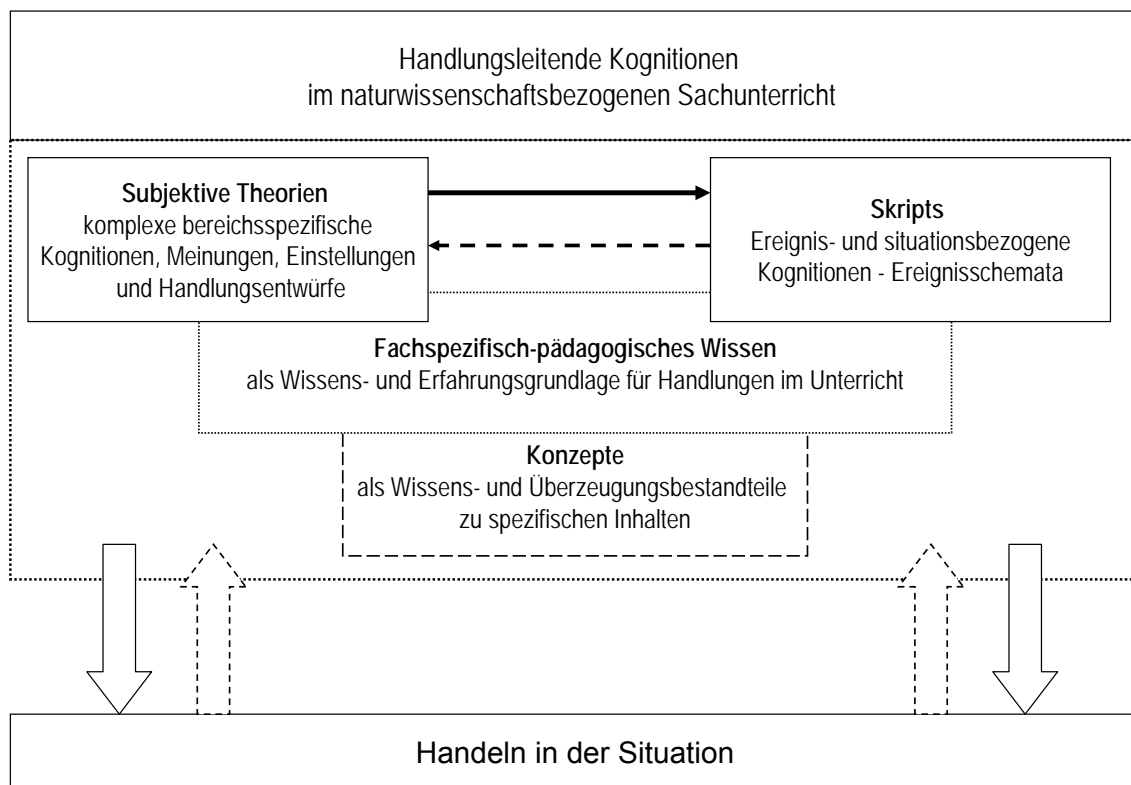 Handlungsleitende Kognitionen
im naturwissenschaftsbezogenen Sachunterricht
Subjektive Theorien
komplexe bereichsspezifische
Kognitionen, Meinungen, Einstellungen
und Handlungsentwürfe
Skripts
Ereignis- und situationsbezogene
Kognitionen - Ereignisschemata
Fachspezifisch-pädagogisches Wissen
als Wissens- und Erfahrungsgrundlage für Handlungen im Unterricht
Konzepte
als Wissens- und Überzeugungsbestandteile
zu spezifischen Inhalten
Handeln in der Situation